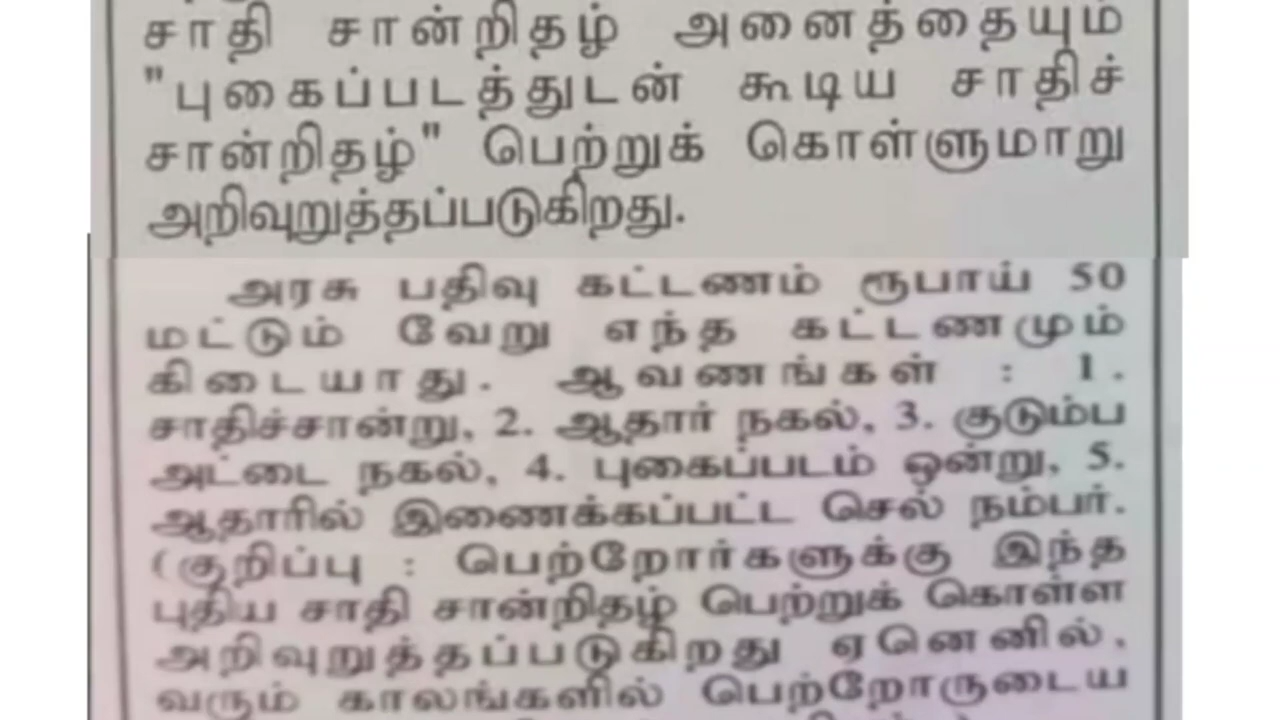 சாதி சான்றிதழ் அனைத்தையும்
"புகைப்படத்துடன் கூடிய சாதிச்
சான்றிதழ்" பெற்றுக் கொள்ளுமாறு
அறிவுறுத்தப்படுகிறது.
அரசு பதிவு கட்டணம் ரூபாய் 50
மட்டும் வேறு எந்த கட்டணமும்
கிடையாது. ஆவணங்கள் : 1.
சாதிச்சான்று, 2. ஆதார் நகல், 3. குடும்ப
அட்டை நகல், 4. புகைப்படம் ஒன்று, 5.
ஆதாரில் இணைக்கப்பட்ட செல் நம்பர்.
(குறிப்பு : பெற்றோர்களுக்கு இந்த
புதிய சாதி சான்றிதழ் பெற்றுக் கொள்ள
அறிவுறுத்தப்படுகிறது ஏனெனில்,
வரும் காலங்களில் பெற்றோருடைய